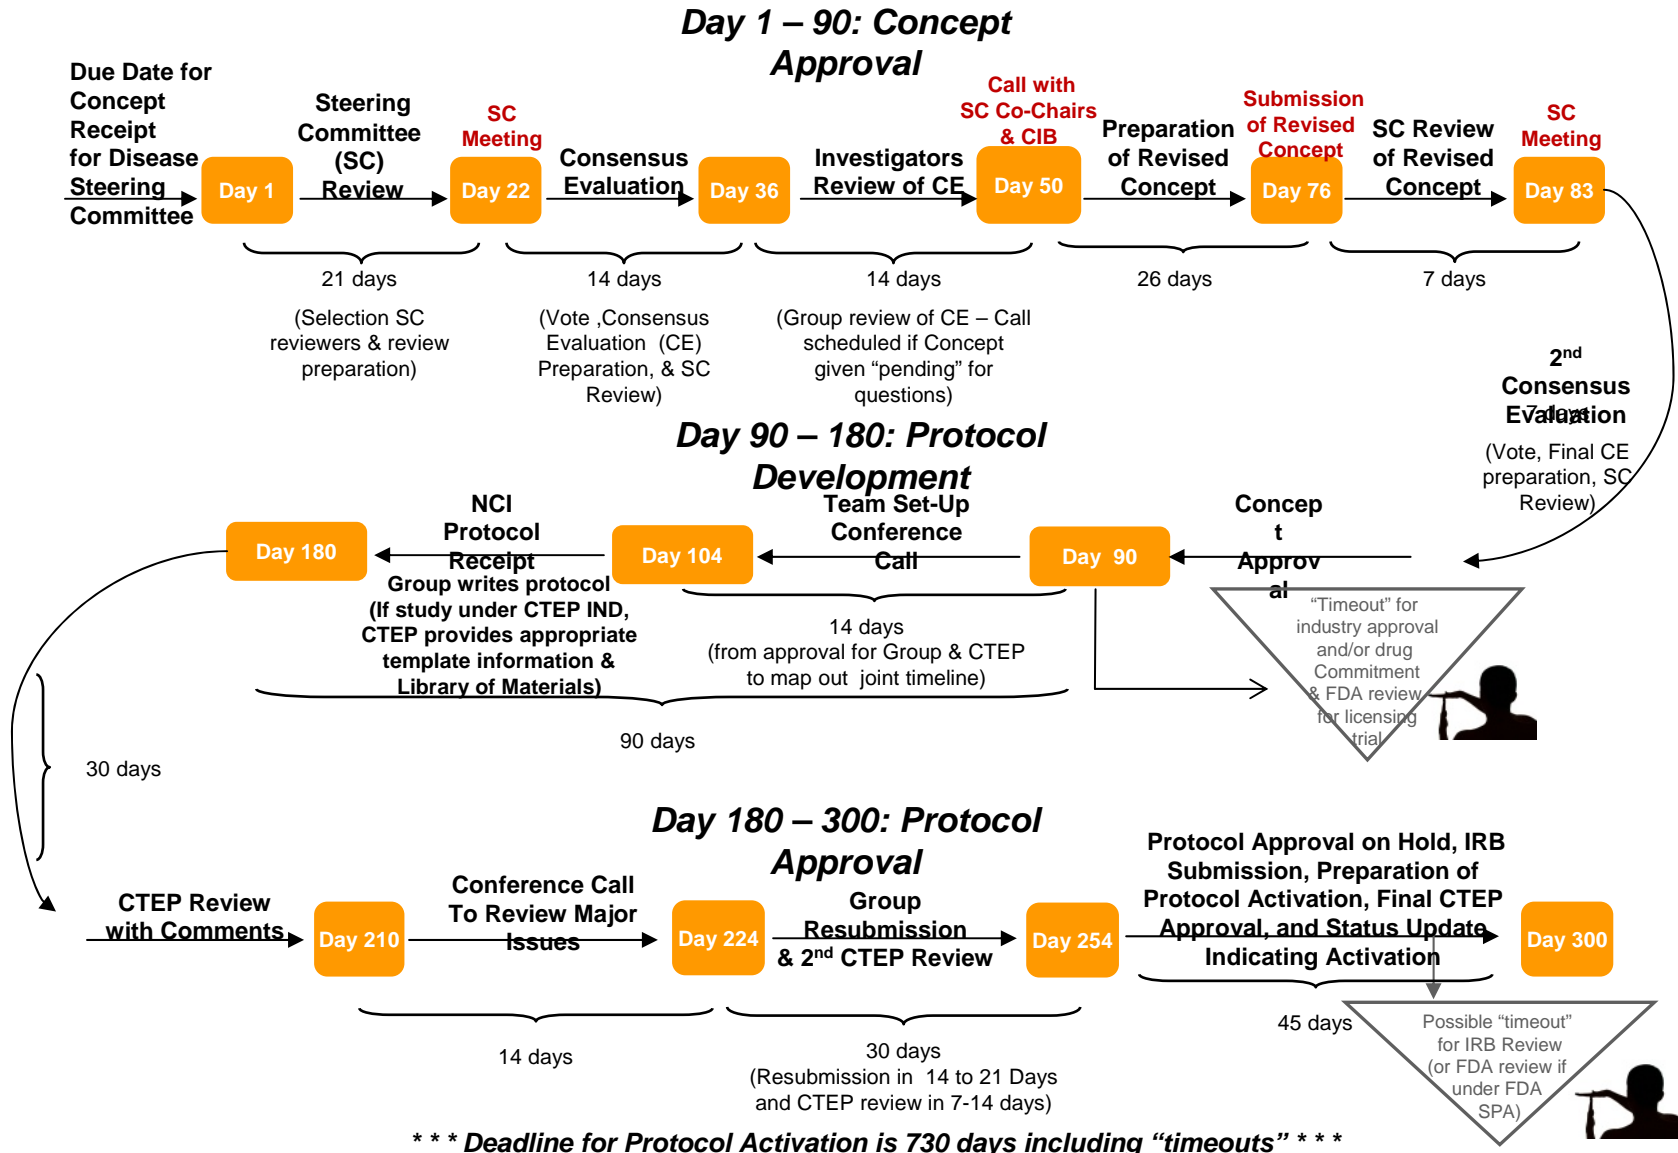 Day 1 – 90: Concept
Approval
Due Date for
Concept
Receipt
for Disease
Steering
Committee
Day 1
Steering
Committee
(SC)
Review
SC
Meeting
Day 22
Consensus
Evaluation
Day 36
Investigators
Review of CE
Call with
SC Co-Chairs
& CIB
Day 50
Preparation
of Revised
Concept
Submission
of Revised
Concept
Day 76
SC Review
of Revised
Concept
SC
Meeting
Day 83
21 days
(Selection SC
reviewers & review
preparation)
14 days
(Vote ,Consensus
Evaluation (CE)
Preparation, & SC
Review)
14 days
(Group review of CE – Call
scheduled if Concept
given “pending” for
questions)
26 days
7 days
2nd
Consensus
Evaluation
7 days
(Vote, Final CE
preparation, SC
Review)
Day 90 – 180: Protocol
Development
Concep
t
Approv
al
Day 90
Team Set-Up
Conference
Call
Day 104
NCI
Protocol
Receipt
Day 180
Group writes protocol
(If study under CTEP IND,
CTEP provides appropriate
template information &
Library of Materials)
14 days
(from approval for Group & CTEP
to map out joint timeline)
90 days
“Timeout” for
industry approval
and/or drug
Commitment
& FDA review
for licensing
trial
30 days
Day 180 – 300: Protocol
Approval
CTEP Review
with Comments
Day 210
Conference Call
To Review Major
Issues
Day 224
Group
Resubmission
& 2nd CTEP Review
Day 254
Protocol Approval on Hold, IRB
Submission, Preparation of
Protocol Activation, Final CTEP
Approval, and Status Update
Indicating Activation
Day 300
14 days
30 days
(Resubmission in 14 to 21 Days
and CTEP review in 7-14 days)
45 days
Possible “timeout”
for IRB Review
(or FDA review if
under FDA
SPA)
* * * Deadline for Protocol Activation is 730 days including “timeouts” * * *